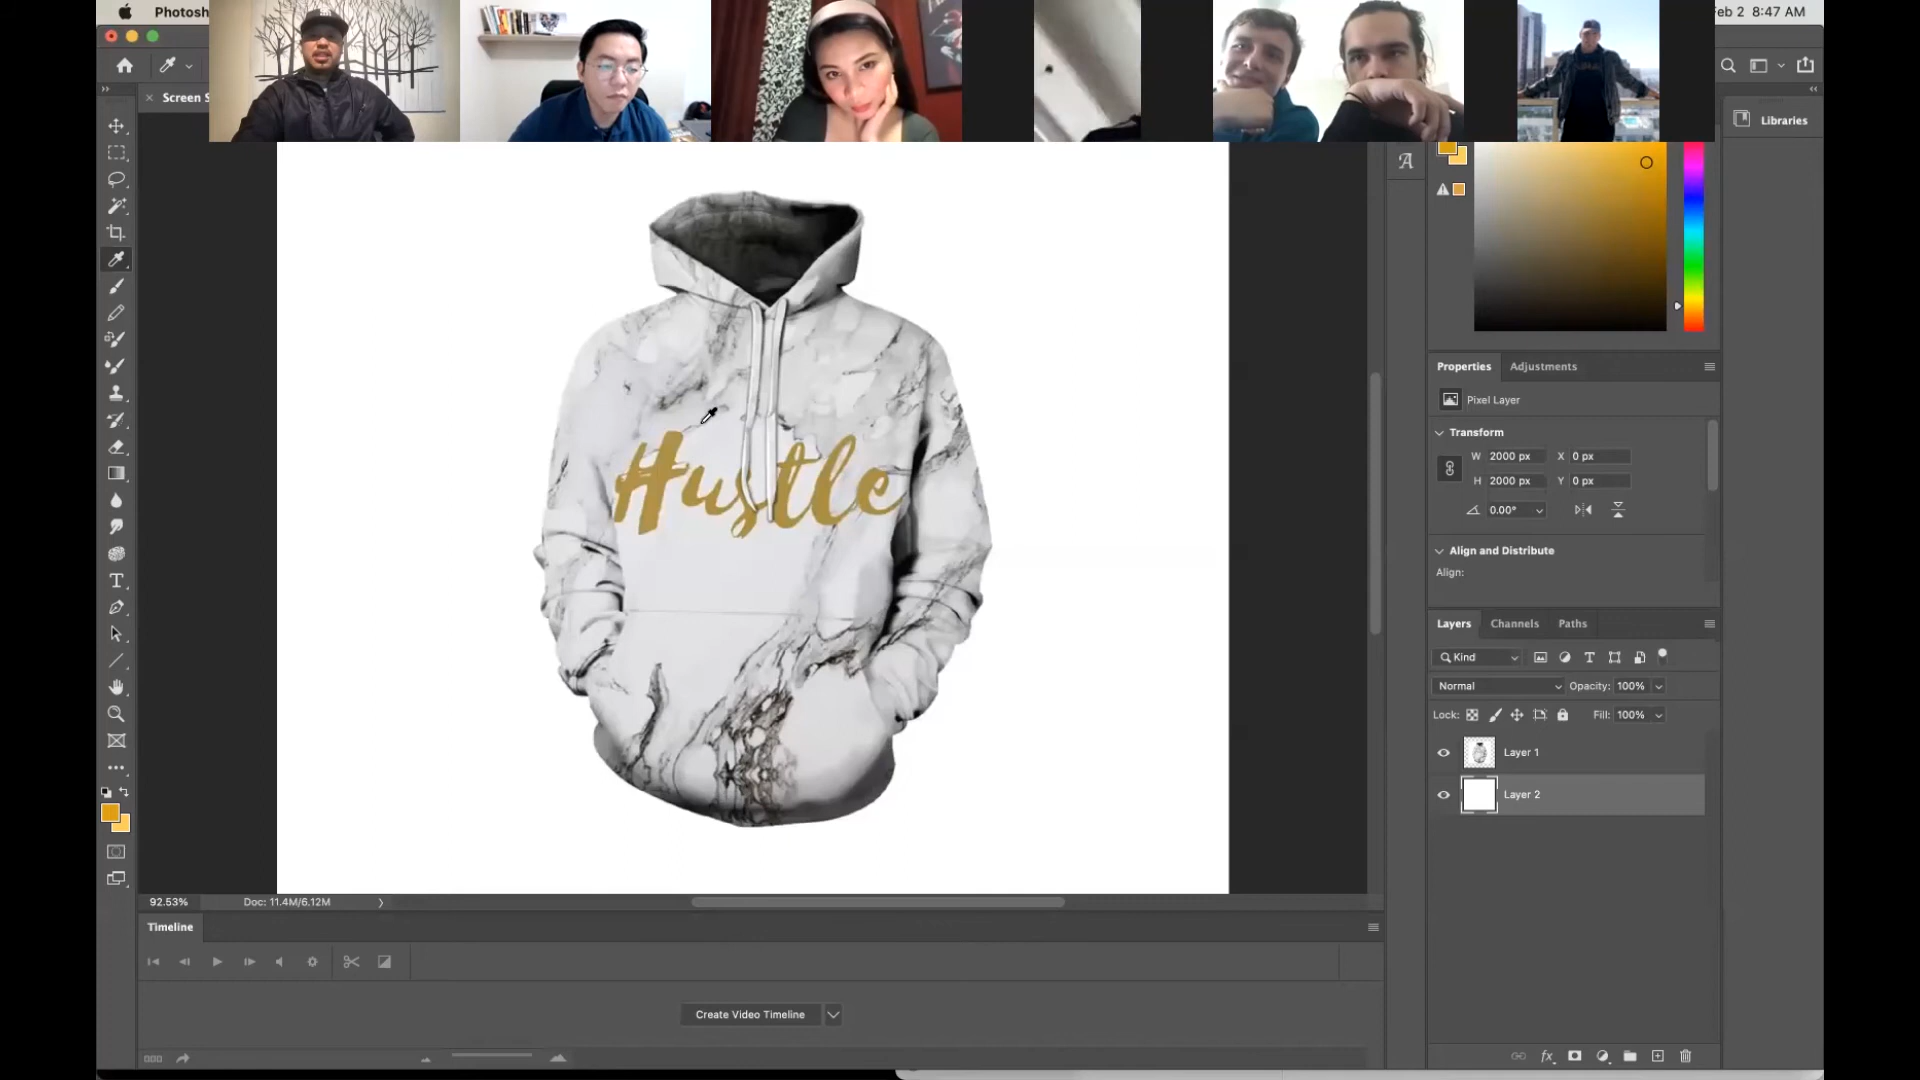 Photosh
Feb 2 8:47 AM
Screen S
Libraries
A
Properties
Adjustments
Pixel Layer
Transform
W 2000 px X 0 px
H 2000 px Y 0 px
0.00°
Align and Distribute
Align:
Hustle
Layers Channels Paths
Kind
Normal Opacity: 100%
Lock: Fill: 100%
Layer 1
Layer 2
fx
T
92.53% Doc: 11.4M/6.12M
Timeline
Create Video Timeline